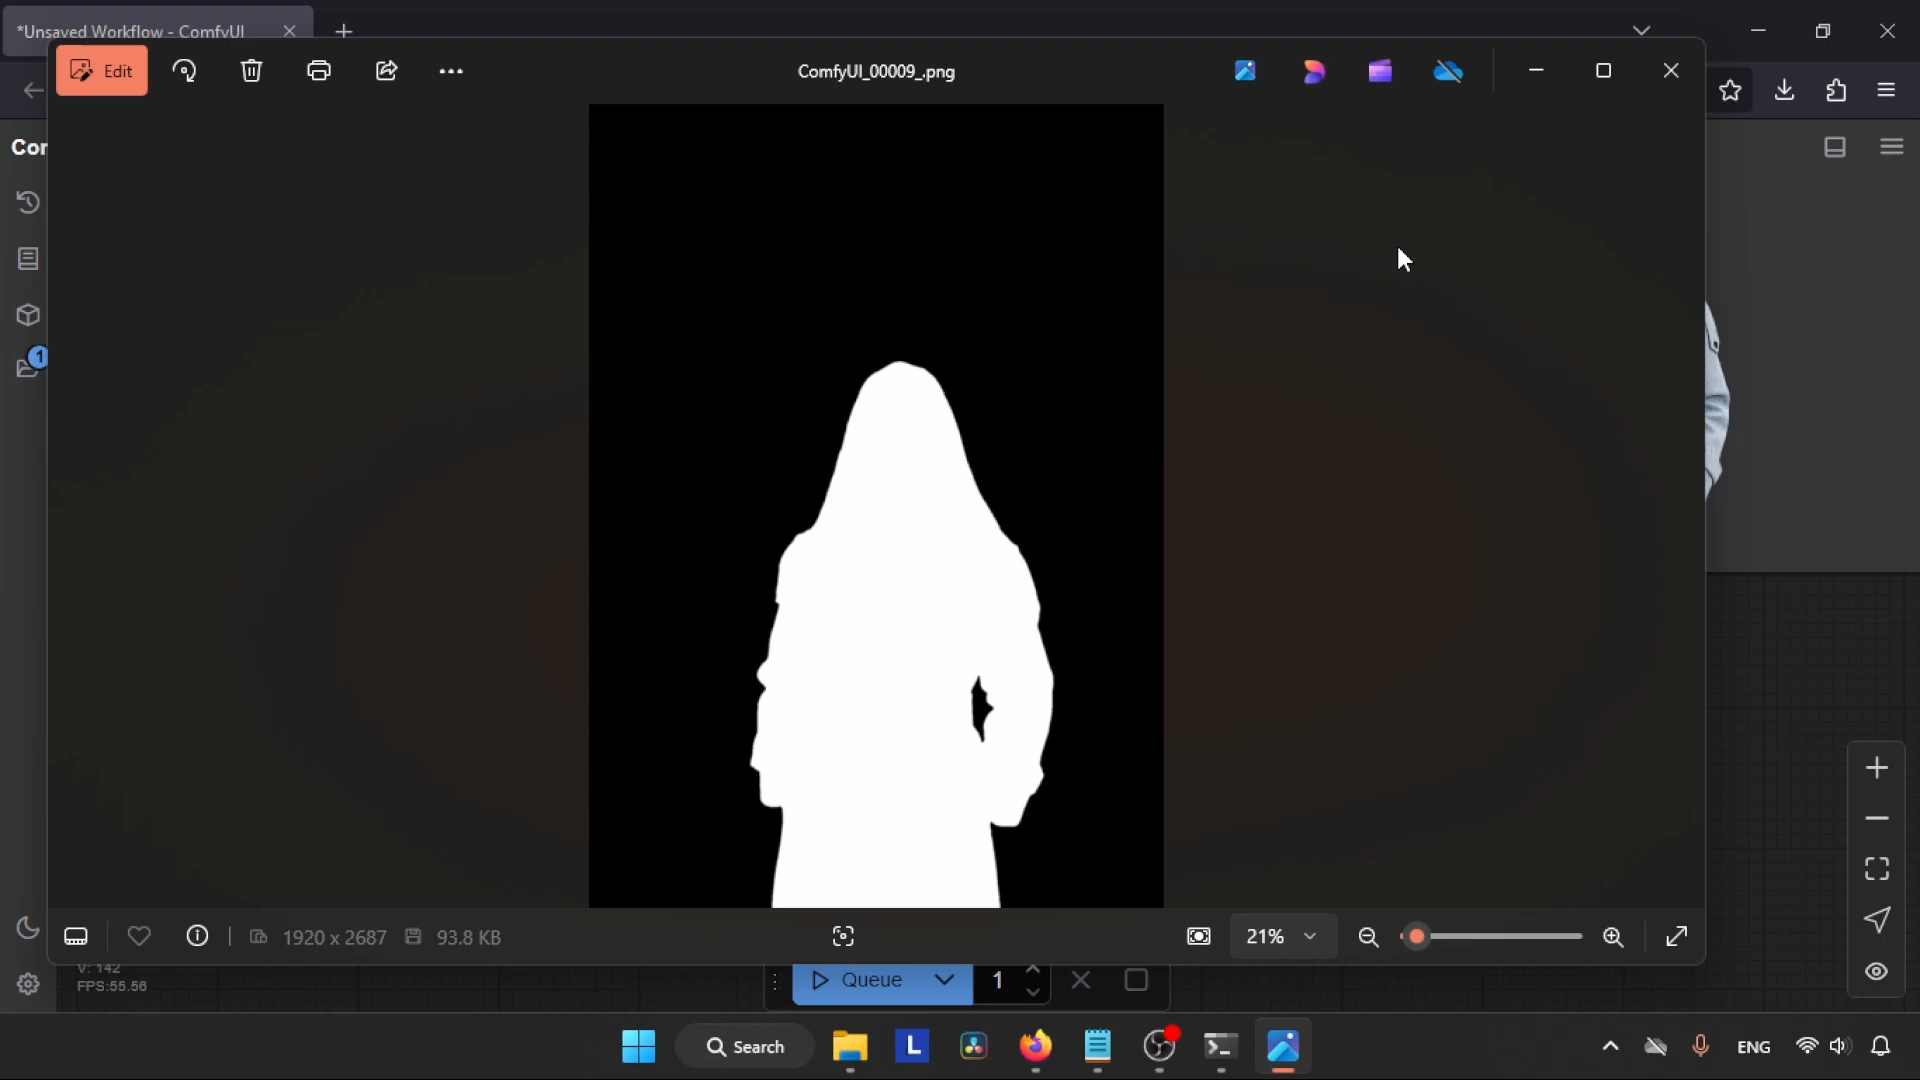 *Unsaved Workflow - ComfyUI
Edit
ComfyUI_00009_.png
Cor
1
1920 x 2687
93.8 KB
21%
V: 142
FPS:55.56
Queue
1
L
Search
ENG